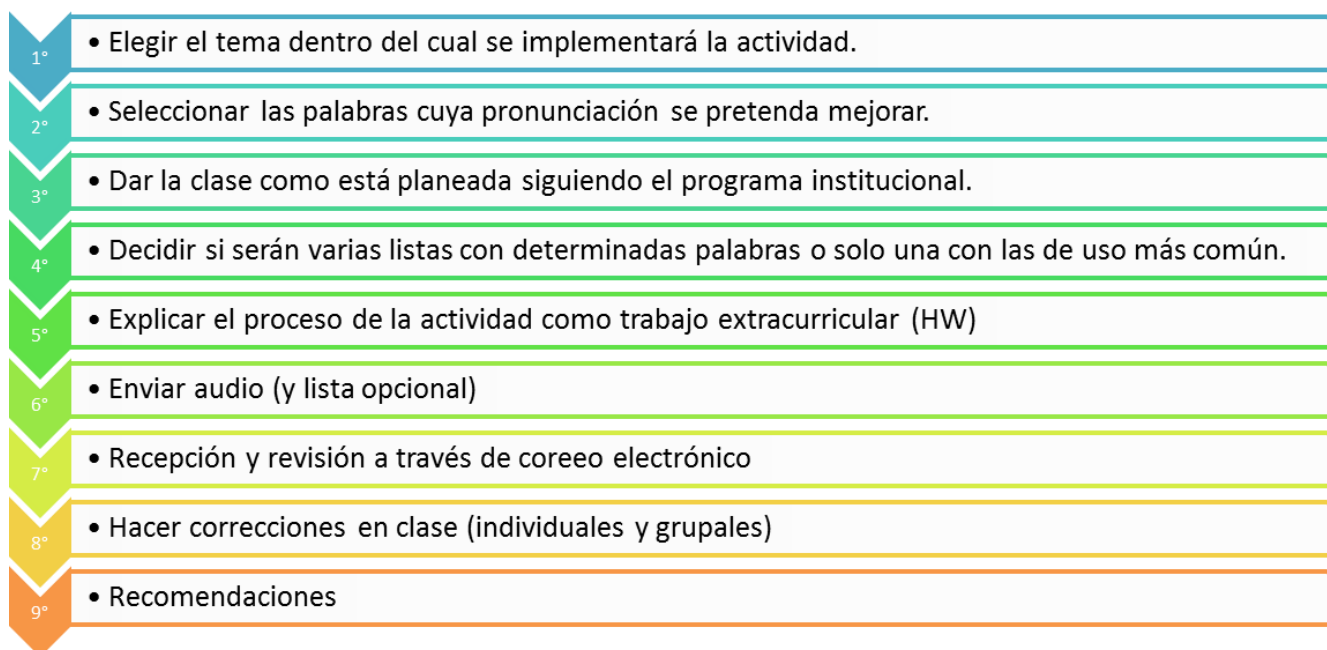 1° • Elegir el tema dentro del cual se implementará la actividad.
2° • Seleccionar las palabras cuya pronunciación se pretenda mejorar.
3° • Dar la clase como está planeada siguiendo el programa institucional.
4° • Decidir si serán varias listas con determinadas palabras o solo una con las de uso más común.
5° • Explicar el proceso de la actividad como trabajo extracurricular (HW)
6° • Enviar audio (y lista opcional)
7° • Recepción y revisión a través de coreeo electrónico
8° • Hacer correcciones en clase (individuales y grupales)
9° • Recomendaciones